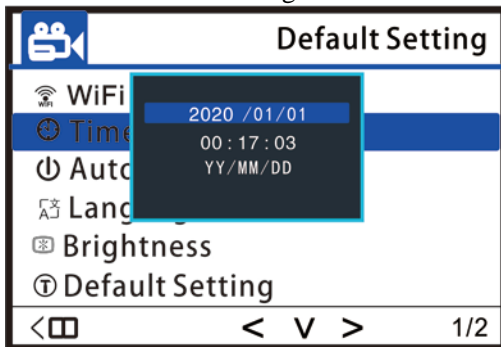 Default Setting
WiFi
2020 /01/01
00:17:03
YY/MM/DD
Brightness
Default Setting
< V > 1/2